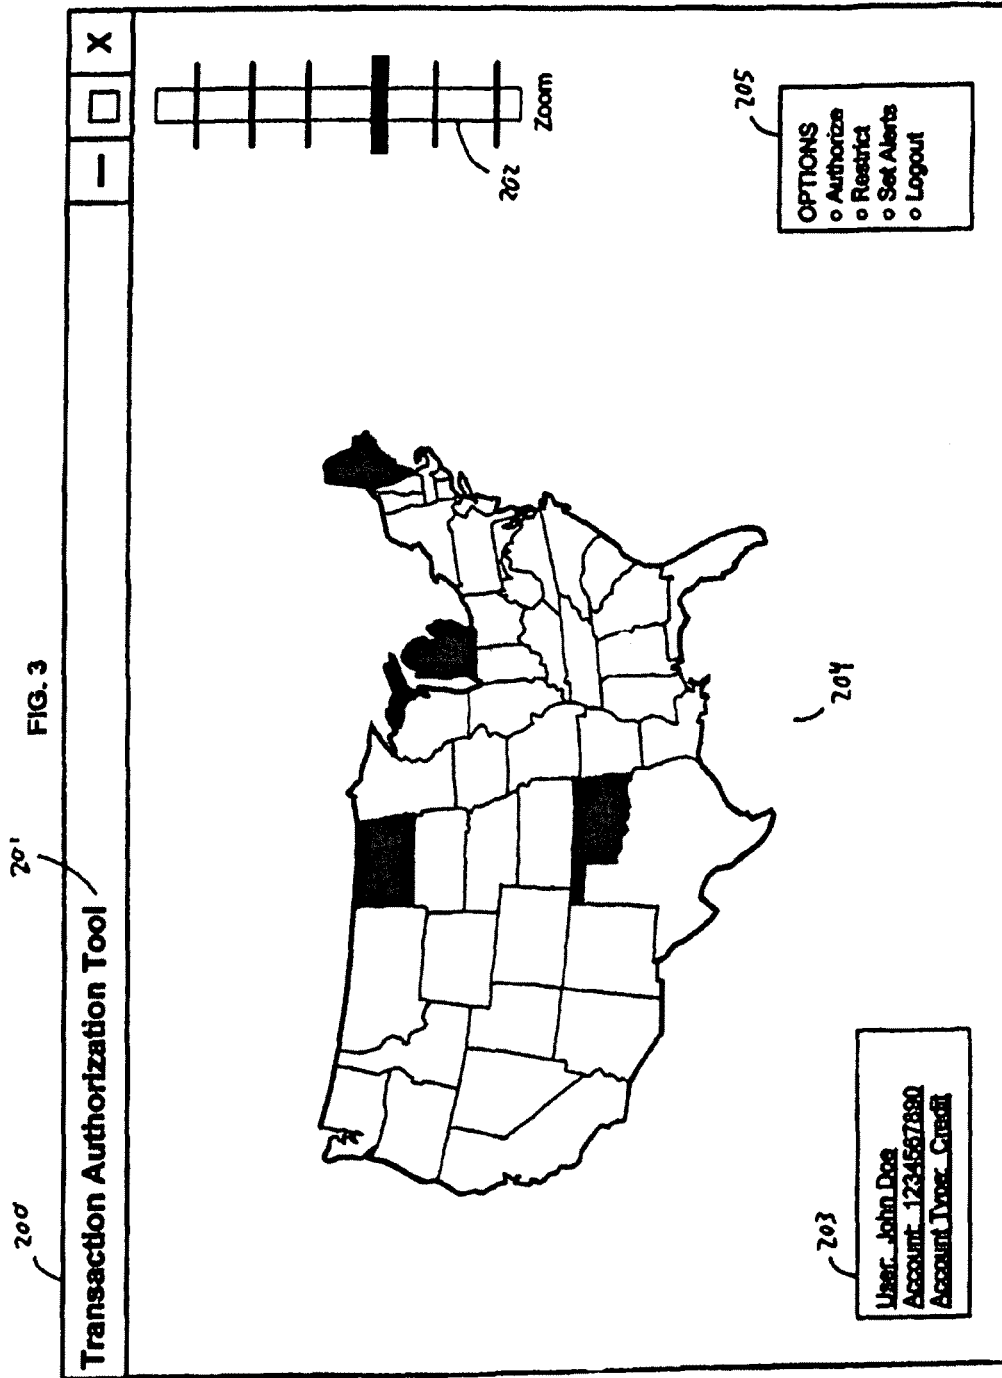 FIG. 3
200
201
Transaction Authorization Tool
X
202
Zoom
203
User: John Doe
Account: 1234567890
Account Type: Credit
204
205
OPTIONS
o Authorize
o Restrict
o Set Alerts
o Logout